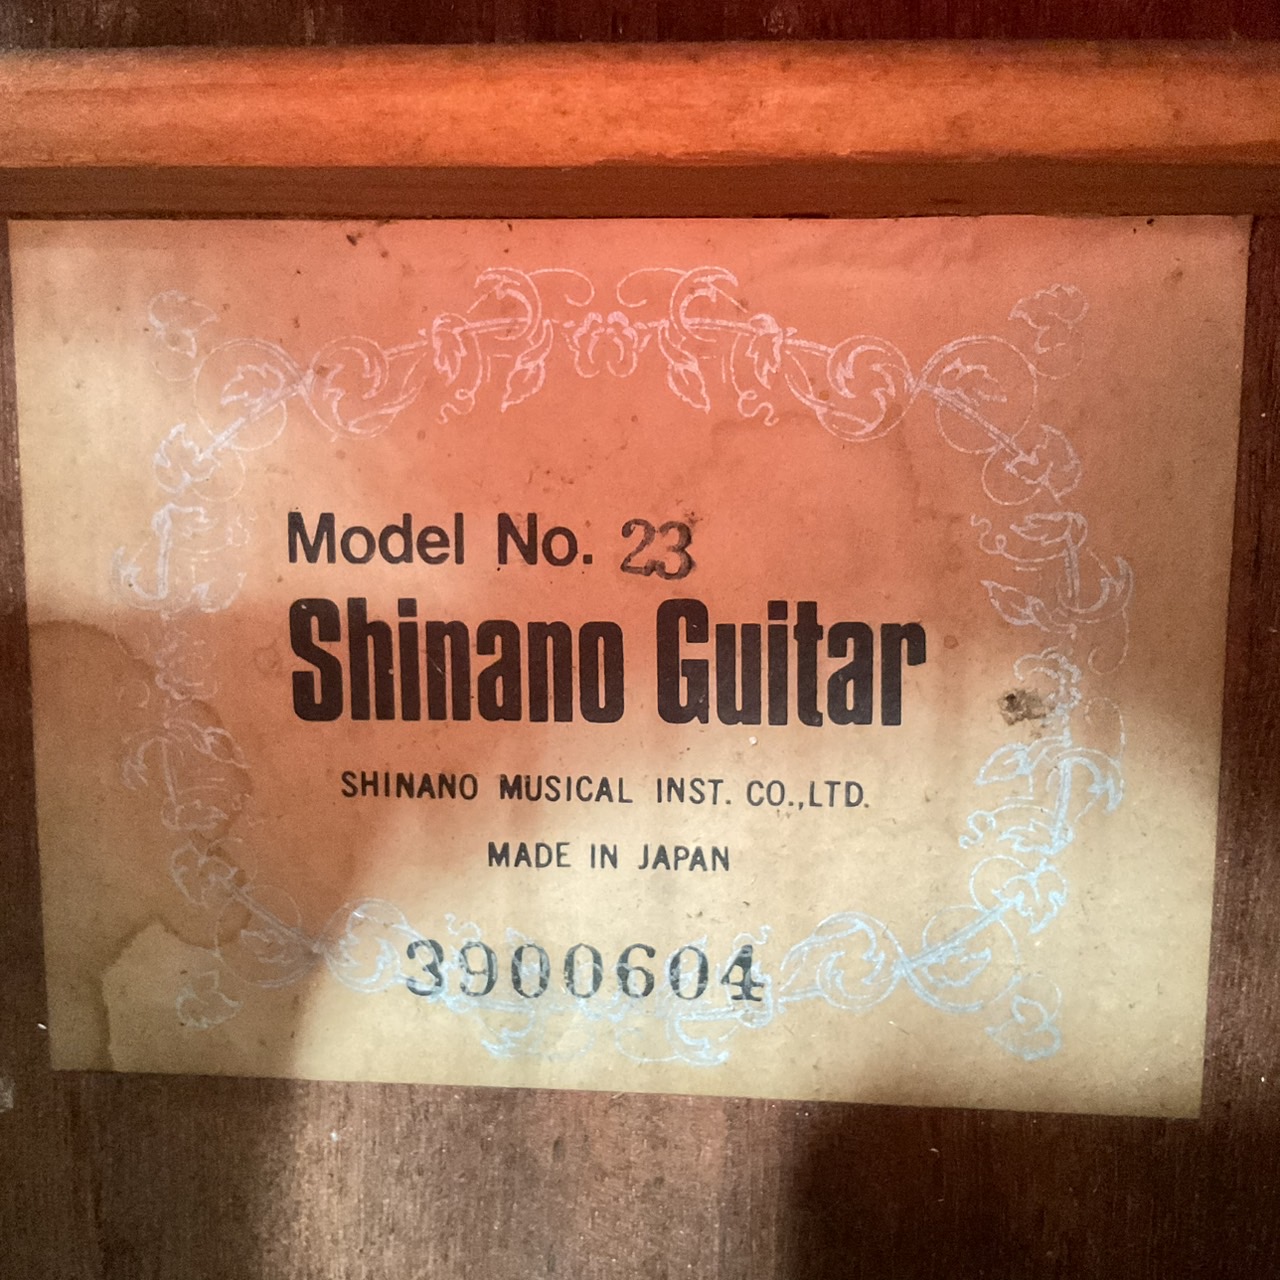 Model No. 23
Shinano Guitar
SHINANO MUSICAL INST. CO.,LTD.
MADE IN JAPAN
3900604